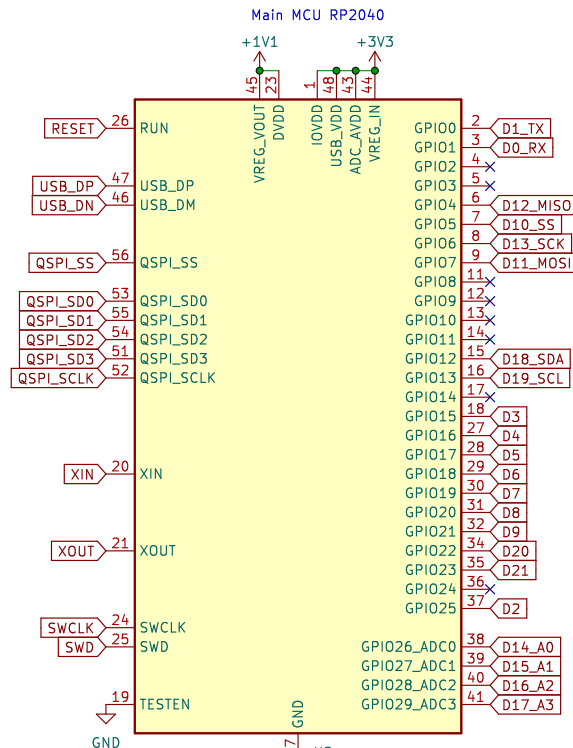 Main MCU RP2040
+1V1 +3V3
45 23 1 48 43 44
VREG_VOUT DVDD IOVDD USB_VDD ADC_AVDD VREG_IN
RESET 26 RUN GPIO0 2 D1_TX
GPIO1 3 D0_RX
GPIO2 4
USB_DP 47 USB_DP GPIO3 5
USB_DN 46 USB_DM GPIO4 6 D12_MISO
GPIO5 7 D10_SS
GPIO6 8 D13_SCK
QSPI_SS 56 QSPI_SS GPIO7 9 D11_MOSI
GPIO8 11
QSPI_SD0 53 QSPI_SD0 GPIO9 12
QSPI_SD1 55 QSPI_SD1 GPIO10 13
QSPI_SD2 54 QSPI_SD2 GPIO11 14
QSPI_SD3 51 QSPI_SD3 GPIO12 15 D18_SDA
QSPI_SCLK 52 QSPI_SCLK GPIO13 16 D19_SCL
GPIO14 17
GPIO15 18 D3
GPIO16 27 D4
GPIO17 28 D5
XIN 20 XIN GPIO18 29 D6
GPIO19 30 D7
GPIO20 31 D8
GPIO21 32 D9
XOUT 21 XOUT GPIO22 34 D20
GPIO23 35 D21
GPIO24 36
GPIO25 37 D2
SWCLK 24 SWCLK
SWD 25 SWD GPIO26_ADC0 38 D14_A0
GPIO27_ADC1 39 D15_A1
GPIO28_ADC2 40 D16_A2
19 TESTEN GPIO29_ADC3 41 D17_A3
GND
GND 7